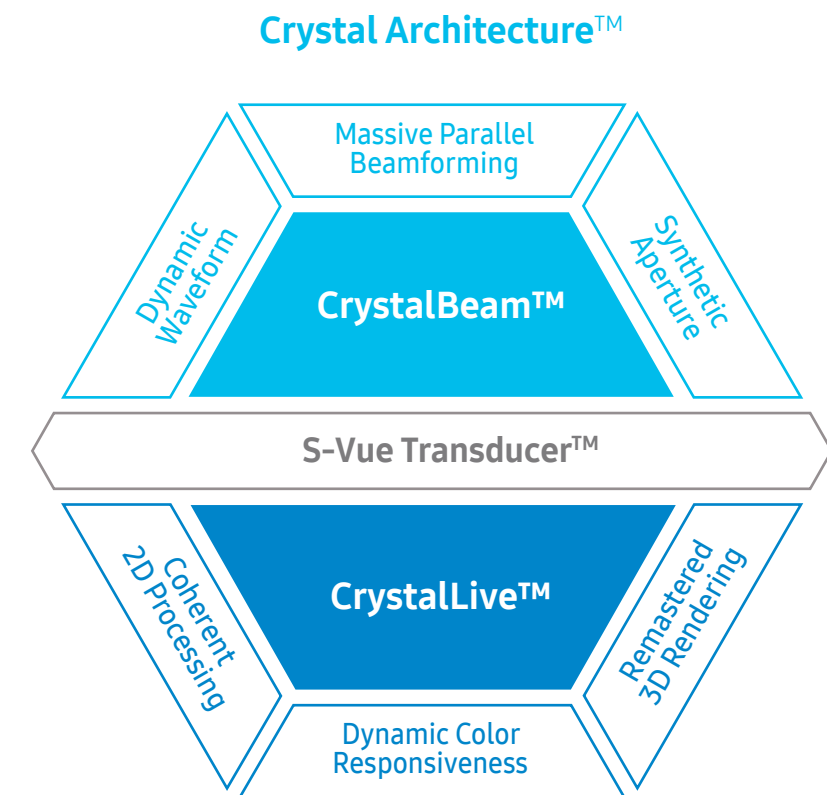 Crystal Architecture™
Massive Parallel
Beamforming
Dynamic
Waveform
Synthetic
Aperture
CrystalBeam™
S-Vue Transducer™
Coherent
2D Processing
CrystalLive™
Remastered
3D Rendering
Dynamic Color
Responsiveness